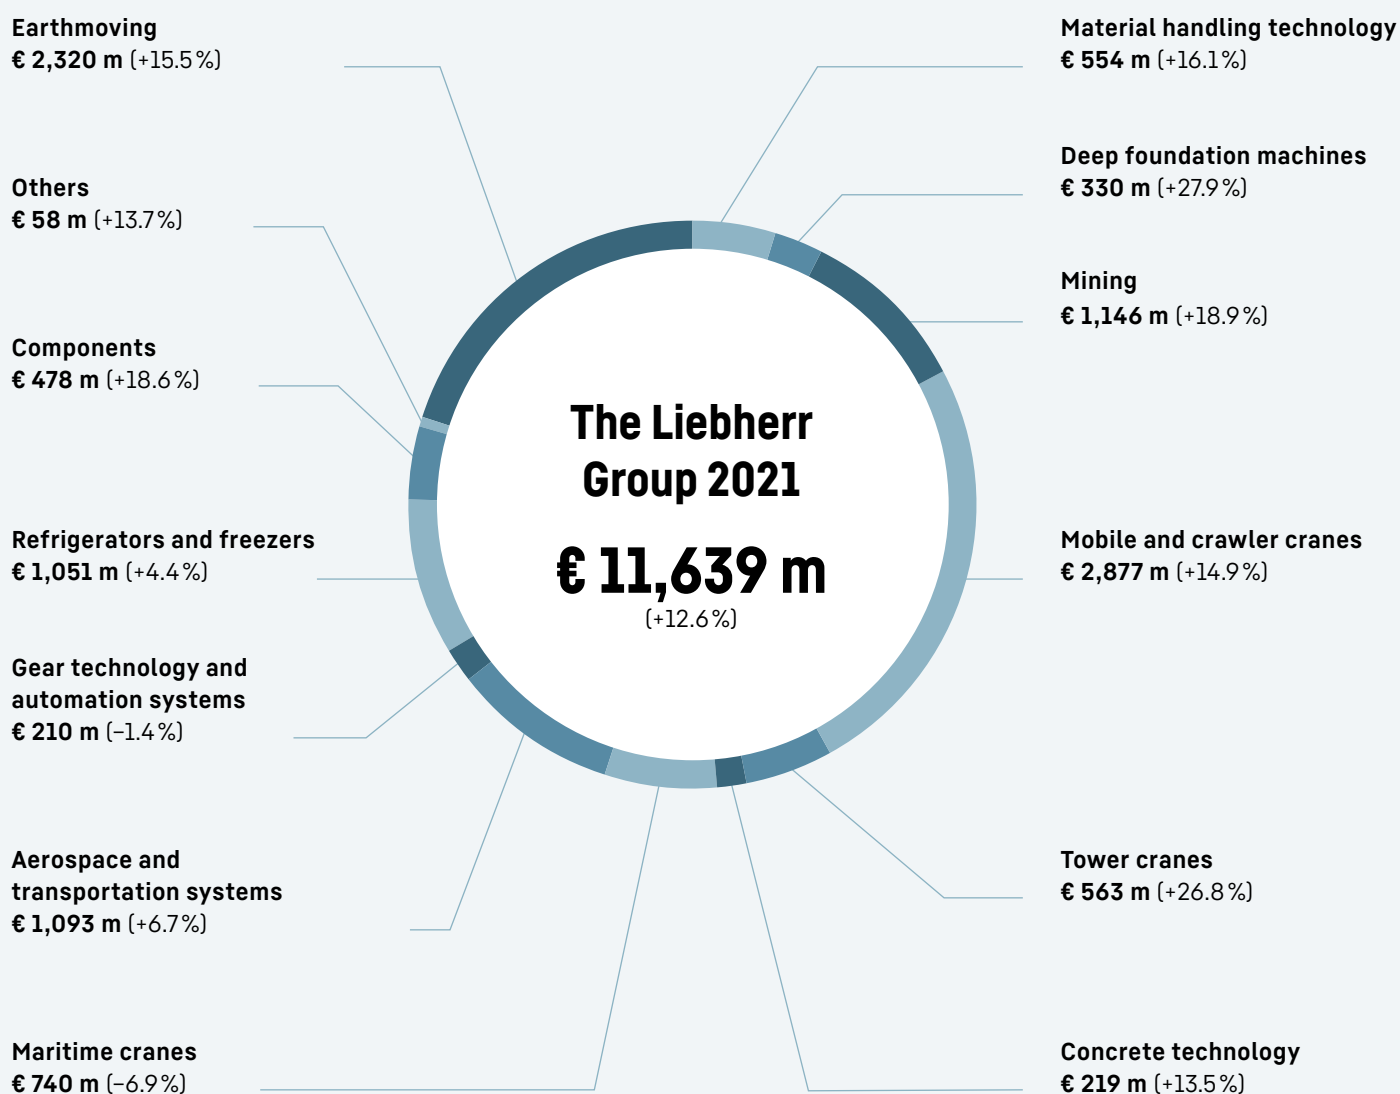 Earthmoving
€ 2,320 m (+15.5%)
Others
€ 58 m (+13.7%)
Components
€ 478 m (+18.6%)
Refrigerators and freezers
€ 1,051 m (+4.4%)
Gear technology and
automation systems
€ 210 m (−1.4%)
Aerospace and
transportation systems
€ 1,093 m (+6.7%)
Maritime cranes
€ 740 m (−6.9%)
The Liebherr
Group 2021
€ 11,639 m
(+12.6%)
Material handling technology
€ 554 m (+16.1%)
Deep foundation machines
€ 330 m (+27.9%)
Mining
€ 1,146 m (+18.9%)
Mobile and crawler cranes
€ 2,877 m (+14.9%)
Tower cranes
€ 563 m (+26.8%)
Concrete technology
€ 219 m (+13.5%)